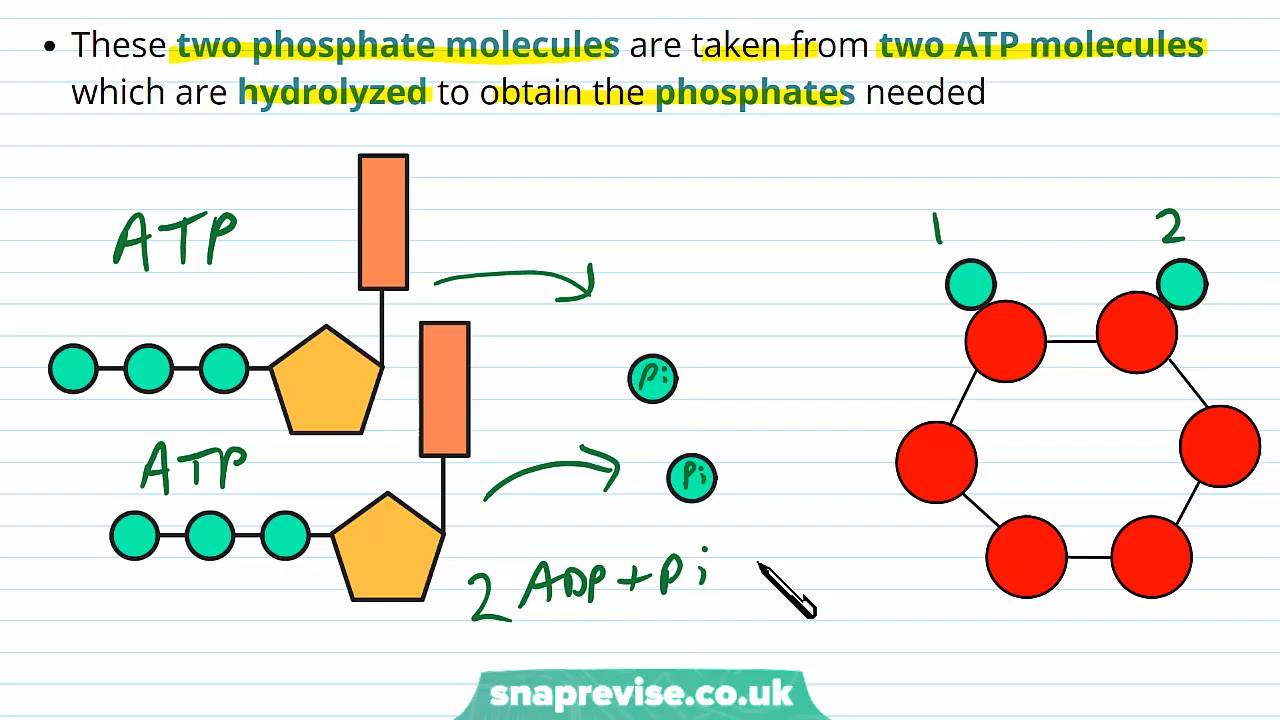 • These two phosphate molecules are taken from two ATP molecules
which are hydrolyzed to obtain the phosphates needed
ATP
1
2
Pi
ATP
Pi
2 ADP + Pi
snaprevise.co.uk